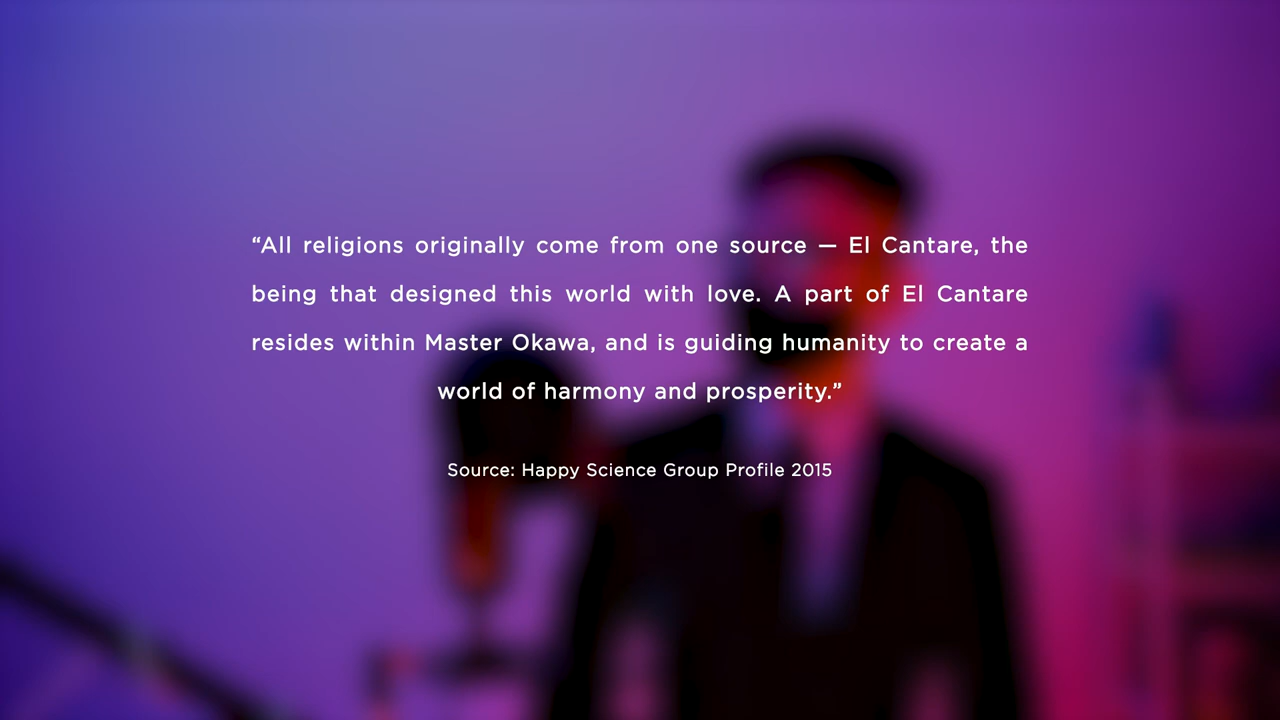 “All religions originally come from one source — El Cantare, the
being that designed this world with love. A part of El Cantare
resides within Master Okawa, and is guiding humanity to create a
world of harmony and prosperity.”
Source: Happy Science Group Profile 2015